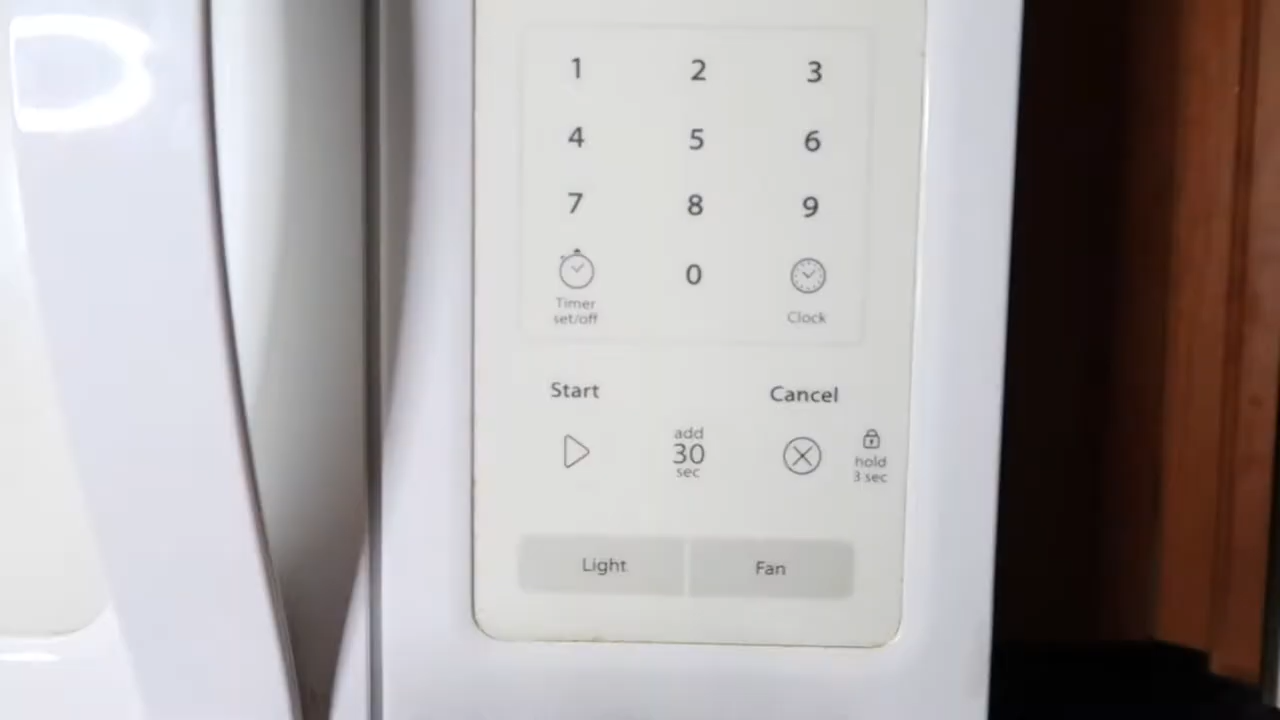 1 2 3
4 5 6
7 8 9
0
Timer
set/off
Clock
Start
Cancel
add
30
sec
hold
3 sec
Light
Fan